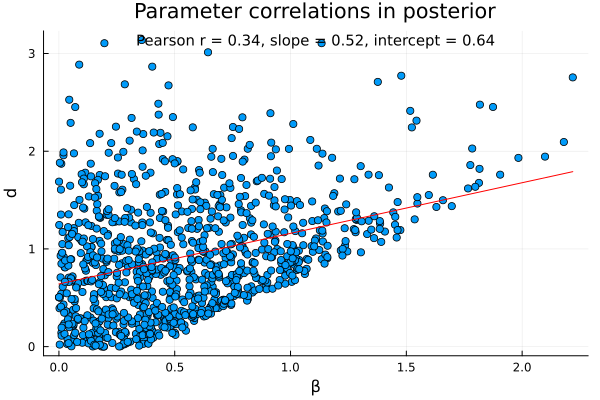 Parameter correlations in posterior
Pearson r = 0.34, slope = 0.52, intercept = 0.64
3
2
1
0
d
0.0 0.5 1.0 1.5 2.0
β